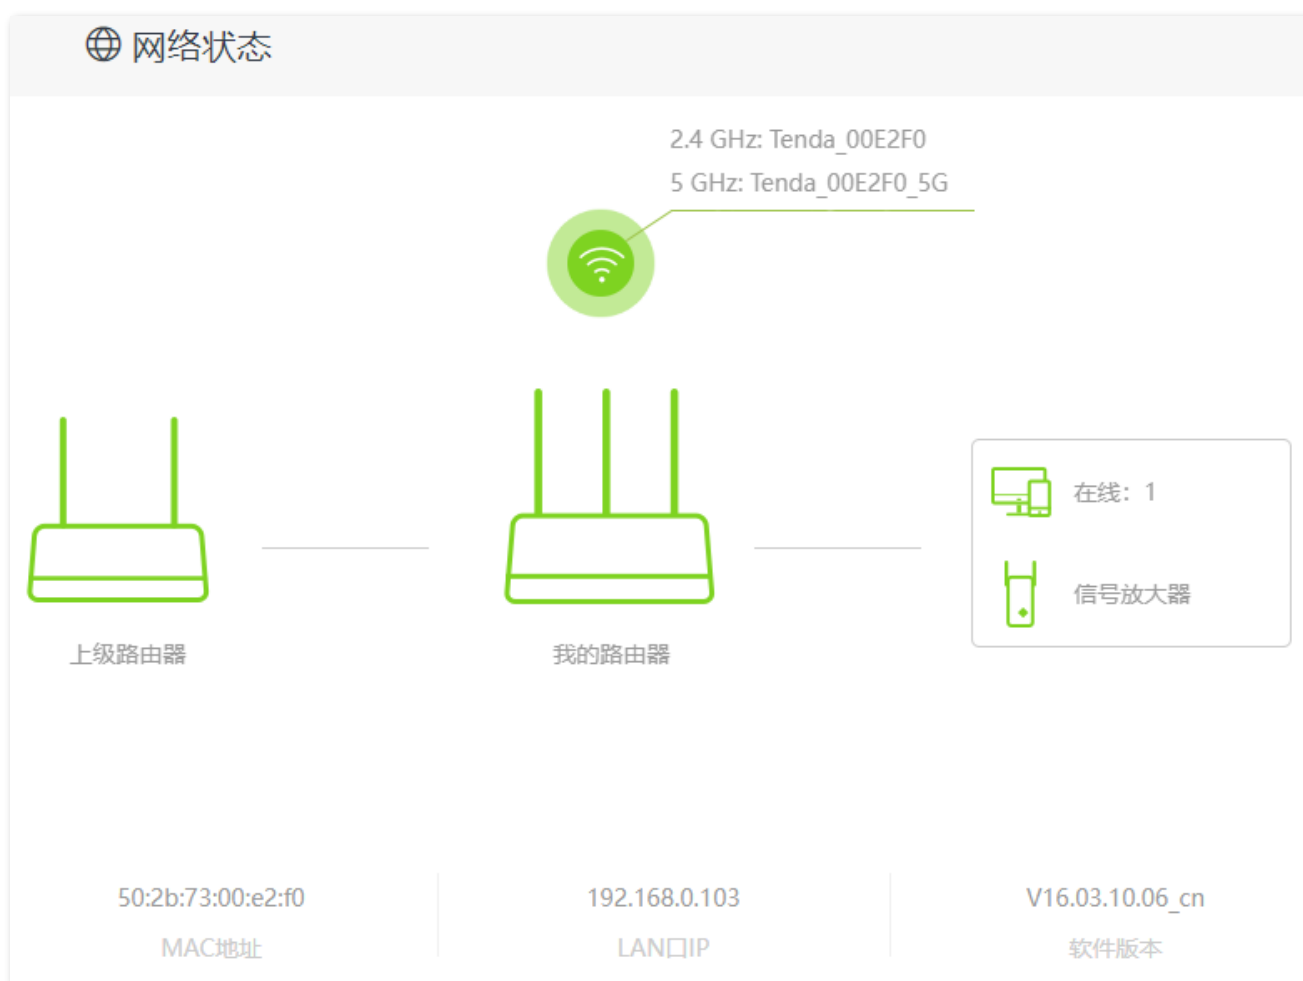 网络状态
2.4 GHz: Tenda_00E2F0
5 GHz: Tenda_00E2F0_5G
在线：1
信号放大器
上级路由器
我的路由器
50:2b:73:00:e2:f0
MAC地址
192.168.0.103
LAN口IP
V16.03.10.06_cn
软件版本